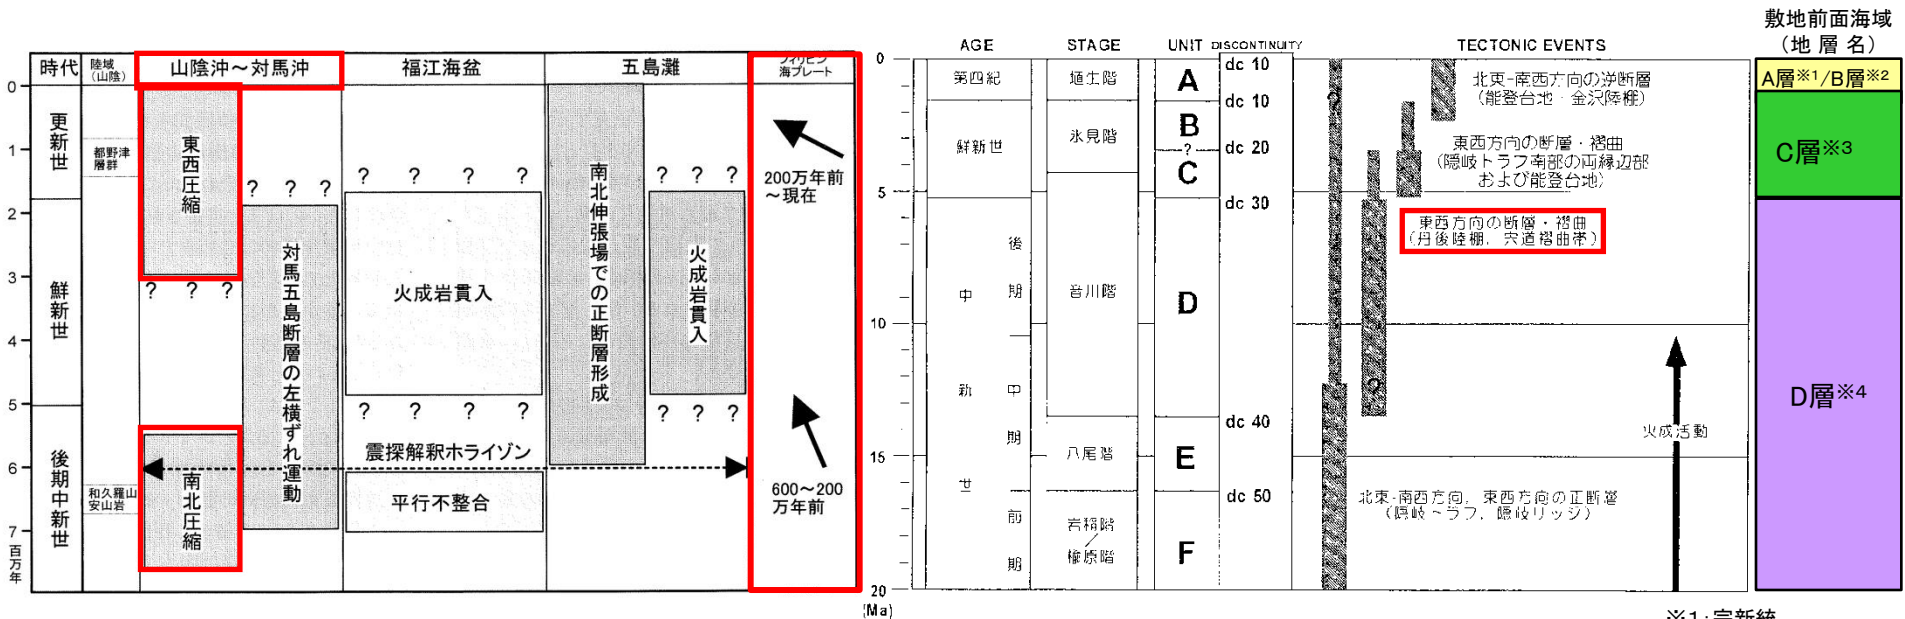 敷地前面海域
(地 層 名)
時代
陸域
(山陰)
山陰沖～対馬沖
福江海盆
五島灘
フィリピン
海プレート
0
1
2
3
4
5
6
7
百万年
更新世
鮮新世
後期中新世
都野津
層群
和久羅山
安山岩
東西圧縮
? ? ?
南北圧縮
? ? ?
対馬五島断層の左横ずれ運動
? ? ? ?
火成岩貫入
? ? ? ?
震探解釈ホライゾン
平行不整合
南北伸張場での正断層形成
? ? ?
火成岩貫入
? ? ?
200万年前
～現在
600～200
万年前
AGE
STAGE
UNIT
DISCONTINUITY
TECTONIC EVENTS
0
5
10
15
20
(Ma)
第四紀
鮮新世
中新世
後期
中期
前期
埴生階
氷見階
音川階
八尾階
岩稲階
/
楡原階
A
B
?
C
D
E
F
dc 10
dc 10
dc 20
dc 30
dc 40
dc 50
?
?
北東-南西方向の逆断層
(能登台地・金沢陸棚)
東西方向の断層・褶曲
(隠岐トラフ南部の両縁辺部
および能登台地)
東西方向の断層・褶曲
(丹後陸棚, 宍道褶曲帯)
火成活動
北東-南西方向, 東西方向の正断層
(隠岐トラフ, 隠岐リッジ)
A層※1/B層※2
C層※3
D層※4
※1:完新統